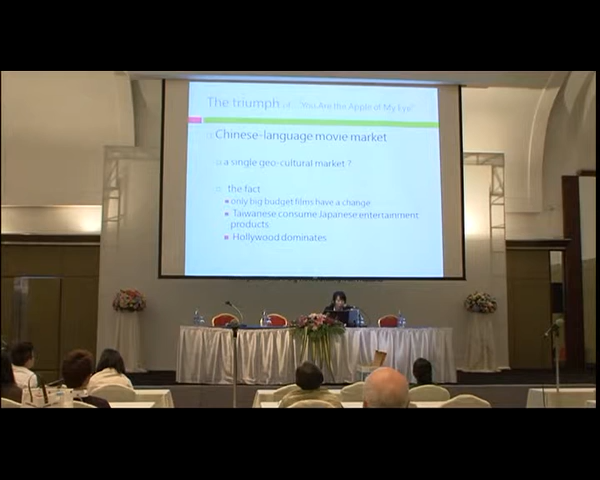 The triumph of "You Are the Apple of My Eye"
Chinese-language movie market
a single geo-cultural market ?
the fact
only big budget films have a change
Taiwanese consume Japanese entertainment
products
Hollywood dominates